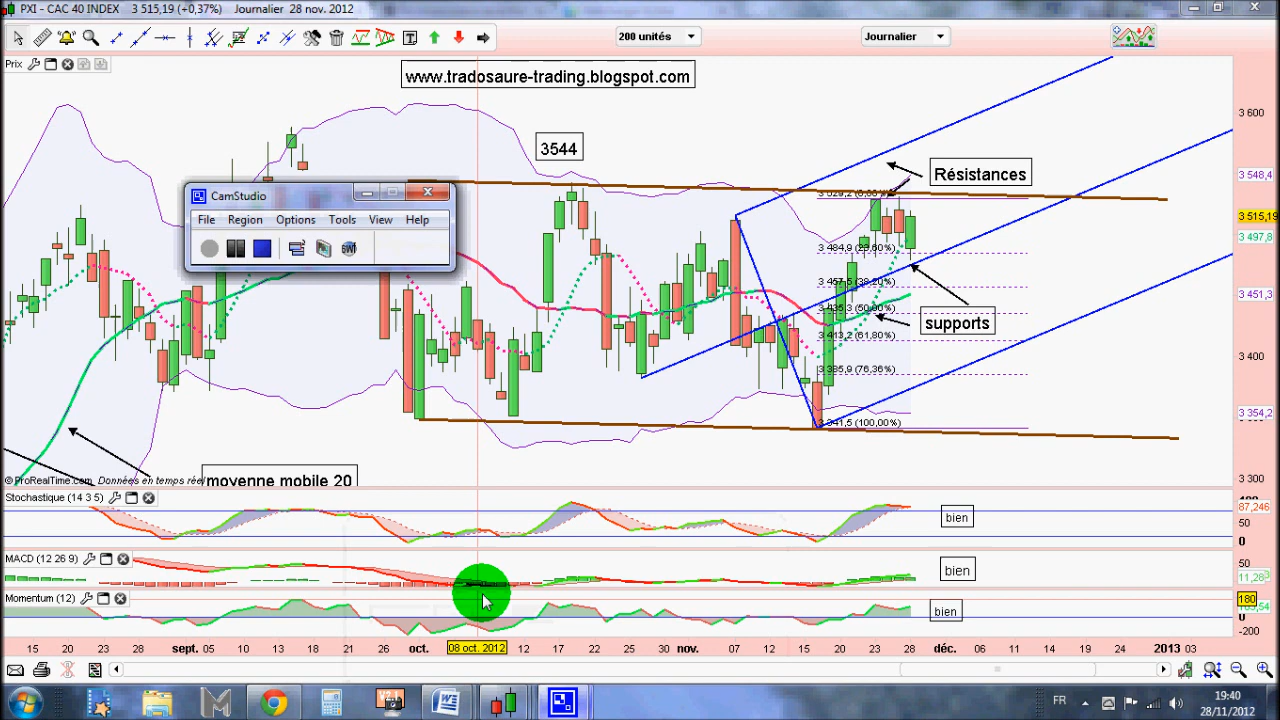 PXI - CAC 40 INDEX 3 515,19 (+0,37%) Journalier 28 nov. 2012
200 unités
Journalier
Prix
www.tradosaure-trading.blogspot.com
3 600
3544
Résistances
3 548,4
CamStudio
File Region Options Tools View Help
3 515,19
3 497,8
3 484,9 (23,60%)
3 457,5 (38,20%)
3 451,3
3 435,3 (50,00%)
supports
3 413,2 (61,80%)
3 400
3 385,9 (76,36%)
3 354,2
3 341,5 (100,00%)
moyenne mobile 20
© ProRealTime.com Données en temps réel
3 300
Stochastique (14 3 5)
87,246
bien
50
0
MACD (12 26 9)
50
bien
11,283
Momentum (12)
180
bien
0
-200
15 20 23 28 sept. 05 10 13 18 21 26 oct. 08 oct. 2012 12 17 22 25 30 nov. 07 12 15 20 23 28 déc. 06 11 14 19 24 2013 03
FR
19:40
28/11/2012